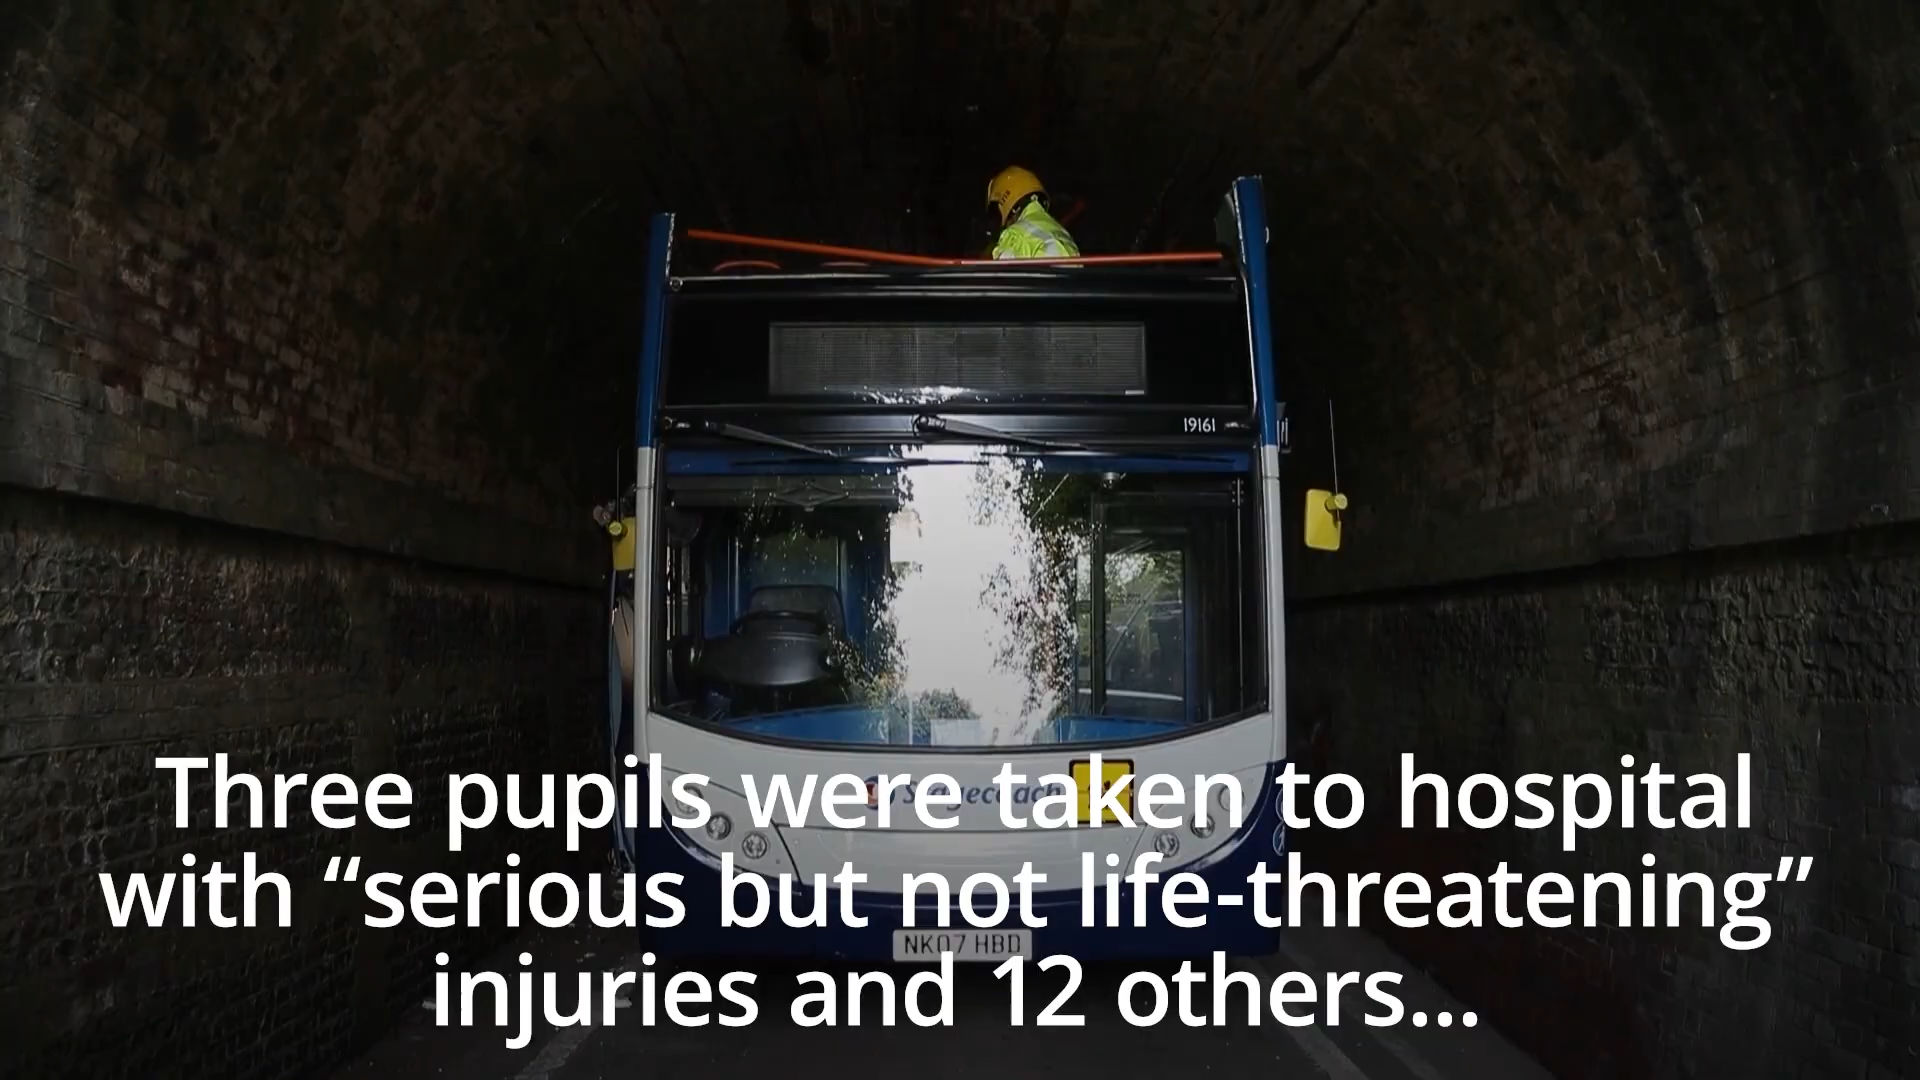 19161
Stagecoach
Three pupils were taken to hospital
with “serious but not life-threatening”
NK07 HBD
injuries and 12 others...